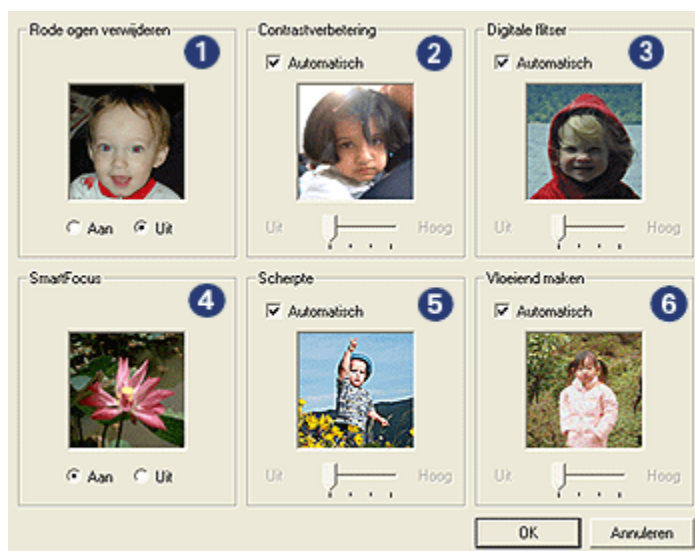 Rode ogen verwijderen
1
Aan
Uit
Contrastverbetering
2
Automatisch
Uit
Hoog
Digitale flitser
3
Automatisch
Uit
Hoog
SmartFocus
4
Aan
Uit
Scherpte
5
Automatisch
Uit
Hoog
Vloeiend maken
6
Automatisch
Uit
Hoog
OK
Annuleren